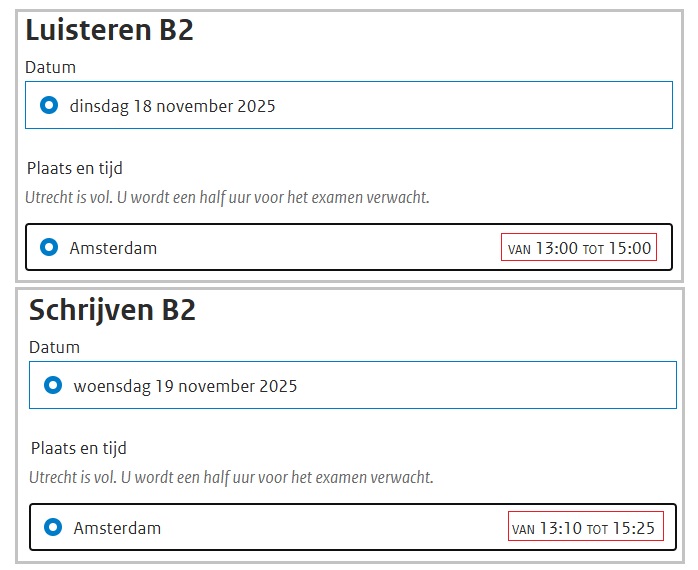 Luisteren B2
Datum
dinsdag 18 november 2025
Plaats en tijd
Utrecht is vol. U wordt een half uur voor het examen verwacht.
Amsterdam VAN 13:00 TOT 15:00
Schrijven B2
Datum
woensdag 19 november 2025
Plaats en tijd
Utrecht is vol. U wordt een half uur voor het examen verwacht.
Amsterdam VAN 13:10 TOT 15:25